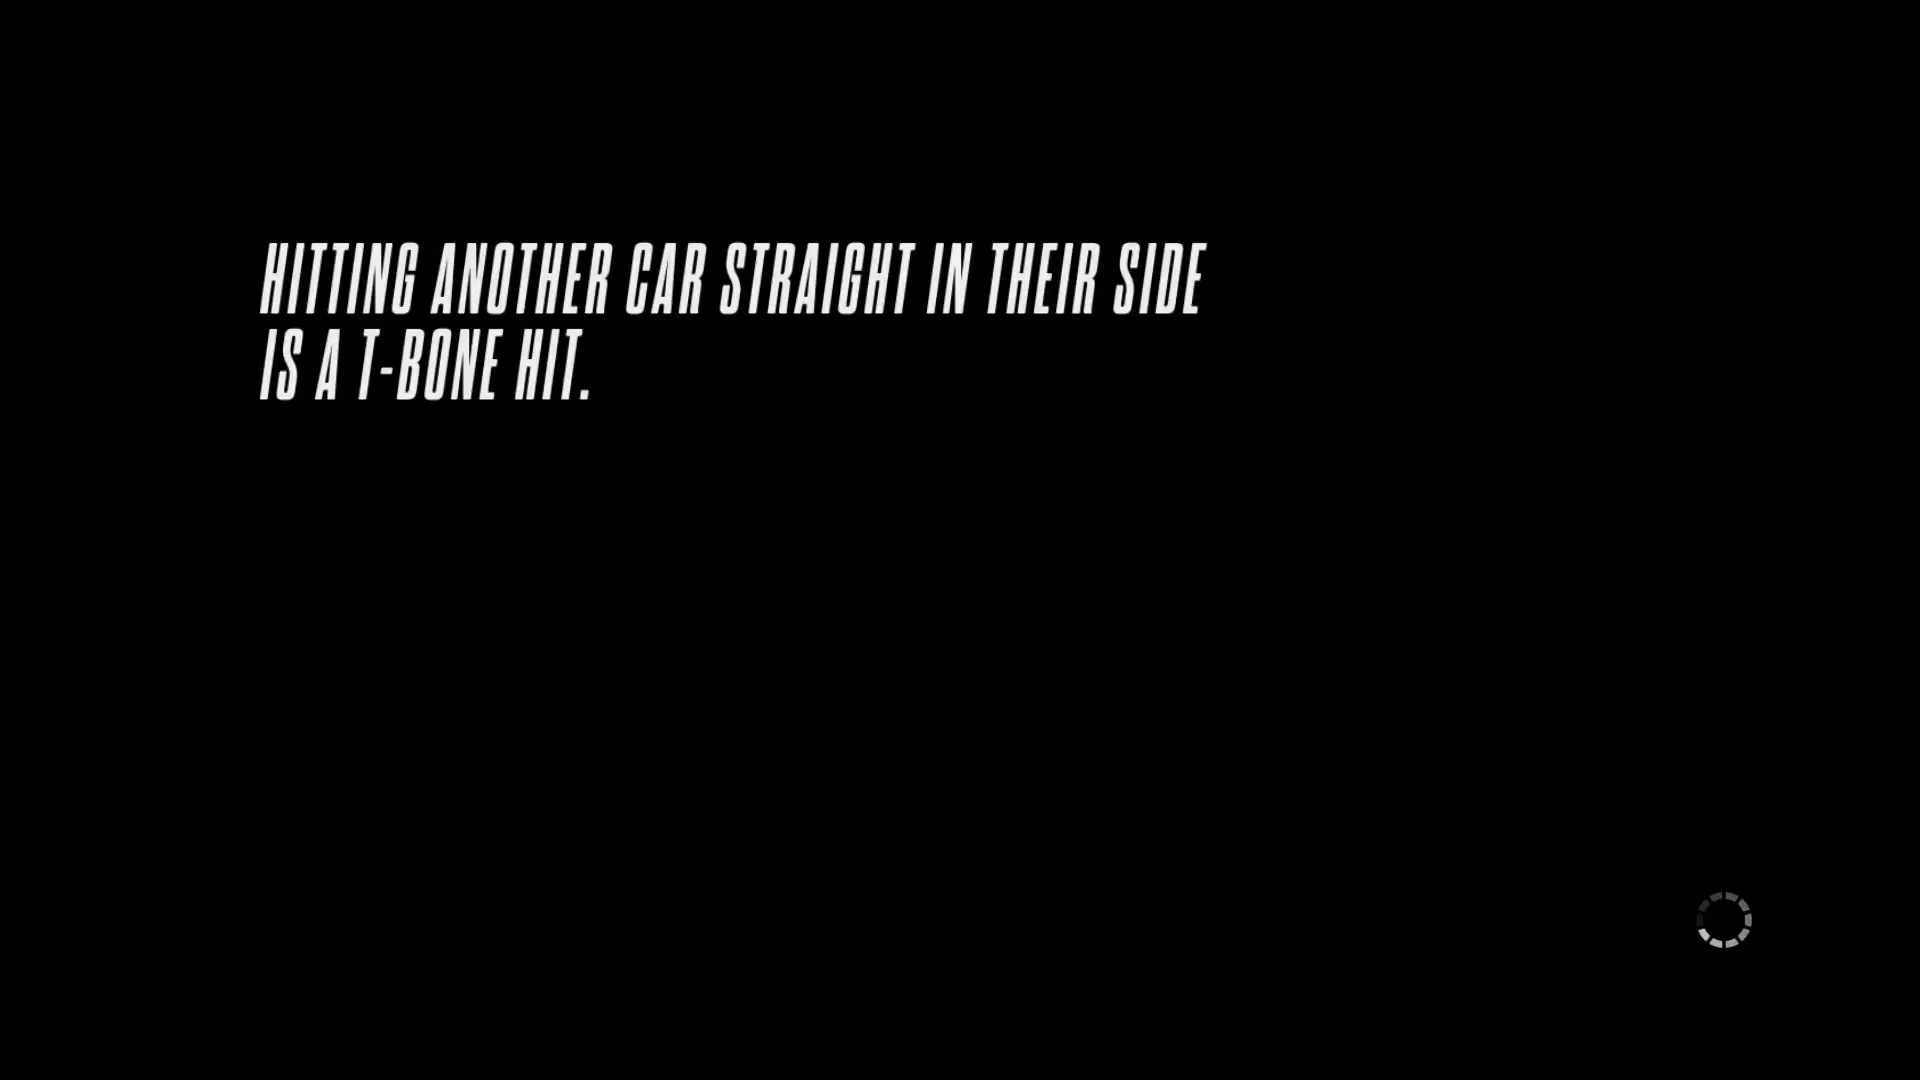 HITTING ANOTHER CAR STRAIGHT IN THEIR SIDE
IS A T-BONE HIT.